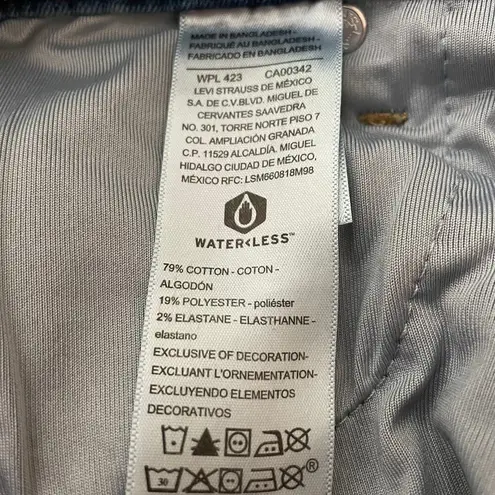 MADE IN BANGLADESH-
FABRIQUÉ AU BANGLADESH-
FABRICADO EN BANGLADESH
WPL 423 CA00342
LEVI STRAUSS DE MÉXICO
S.A. DE C.V.BLVD. MIGUEL DE
CERVANTES SAAVEDRA
NO. 301, TORRE NORTE PISO 7
COL. AMPLIACIÓN GRANADA
C.P. 11529 ALCALDÍA. MIGUEL
HIDALGO CIUDAD DE MÉXICO,
MÉXICO RFC: LSM660818M98
WATER<LESS™
79% COTTON - COTON -
ALGODÓN
19% POLYESTER - poliéster
2% ELASTANE - ELASTHANNE -
elastano
EXCLUSIVE OF DECORATION-
EXCLUANT L'ORNEMENTATION-
EXCLUYENDO ELEMENTOS
DECORATIVOS
30 ®